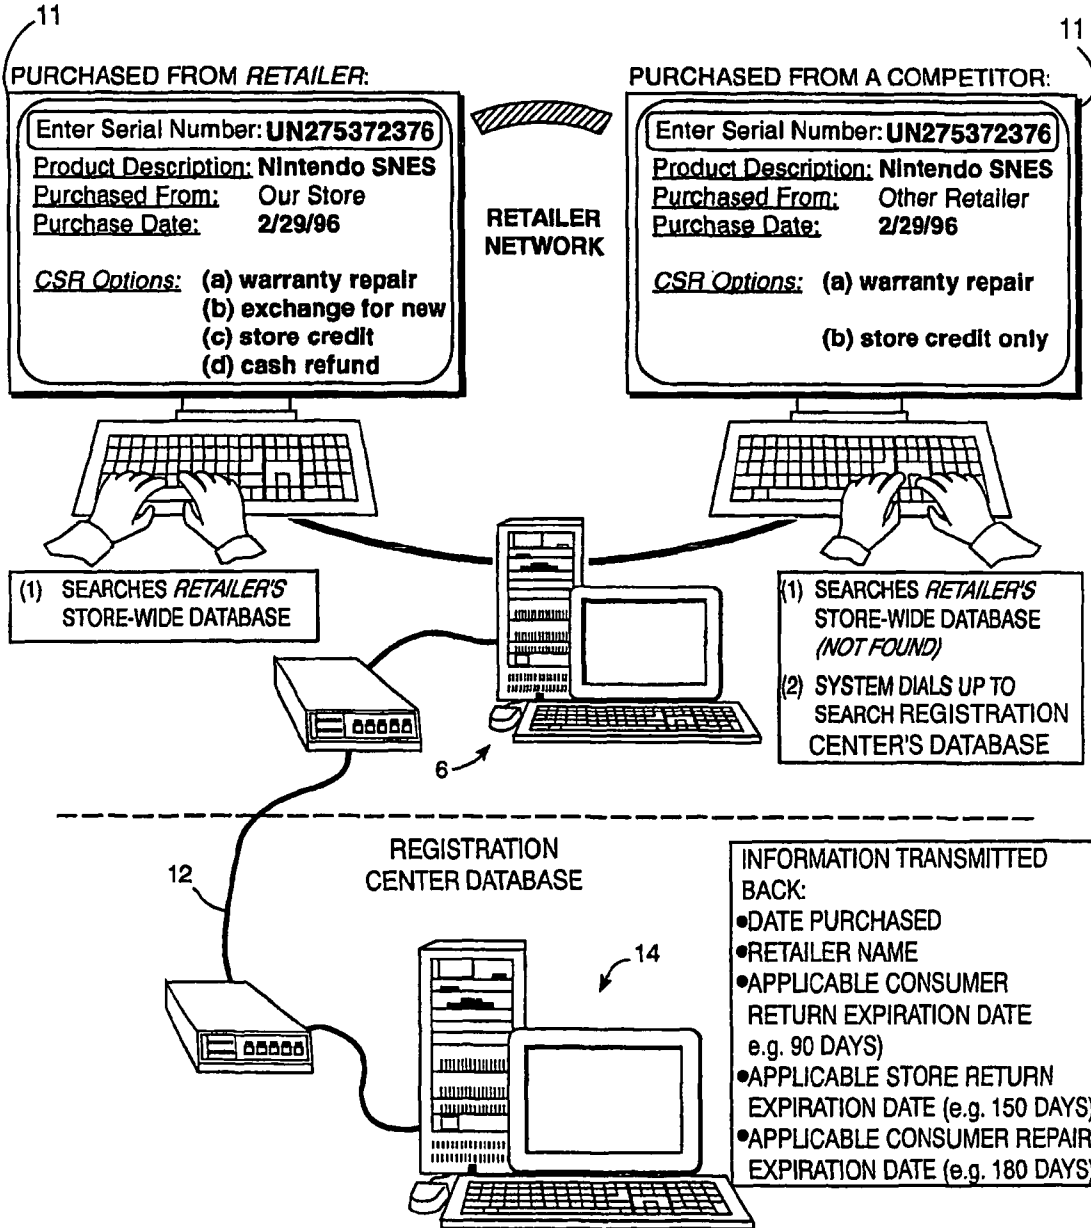 11
11
PURCHASED FROM RETAILER:
Enter Serial Number: UN275372376
Product Description: Nintendo SNES
Purchased From: Our Store
Purchase Date: 2/29/96
CSR Options: (a) warranty repair
(b) exchange for new
(c) store credit
(d) cash refund
RETAILER
NETWORK
PURCHASED FROM A COMPETITOR:
Enter Serial Number: UN275372376
Product Description: Nintendo SNES
Purchased From: Other Retailer
Purchase Date: 2/29/96
CSR Options: (a) warranty repair
(b) store credit only
(1) SEARCHES RETAILER'S
STORE-WIDE DATABASE
(1) SEARCHES RETAILER'S
STORE-WIDE DATABASE
(NOT FOUND)
(2) SYSTEM DIALS UP TO
SEARCH REGISTRATION
CENTER'S DATABASE
6
12
REGISTRATION
CENTER DATABASE
14
INFORMATION TRANSMITTED
BACK:
•DATE PURCHASED
•RETAILER NAME
•APPLICABLE CONSUMER
RETURN EXPIRATION DATE
e.g. 90 DAYS)
•APPLICABLE STORE RETURN
EXPIRATION DATE (e.g. 150 DAYS)
•APPLICABLE CONSUMER REPAIR
EXPIRATION DATE (e.g. 180 DAYS)